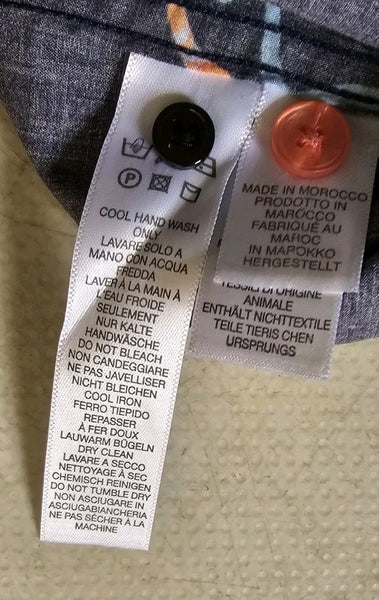 COOL HAND WASH
ONLY
LAVARE SOLO A
MANO CON ACQUA
FREDDA
LAVER À LA MAIN À
L'EAU FROIDE
SEULEMENT
NUR KALTE
HANDWÄSCHE
DO NOT BLEACH
NON CANDEGGIARE
NE PAS JAVELLISER
NICHT BLEICHEN
COOL IRON
FERRO TIEPIDO
REPASSER
À FER DOUX
LAUWARM BÜGELN
DRY CLEAN
LAVARE A SECCO
NETTOYAGE À SEC
CHEMISCH REINIGEN
DO NOT TUMBLE DRY
NON ASCIUGARE IN
ASCIUGABIANCHERIA
NE PAS SÉCHER À LA
MACHINE
P
MADE IN MOROCCO
PRODOTTO IN
MAROCCO
FABRIQUÉ AU
MAROC
IN MAROKKO
HERGESTELLT
TESSILI DI ORIGINE
ANIMALE
ENTHÄLT NICHTTEXTILE
TEILE TIERISCHEN
URSPRUNGS